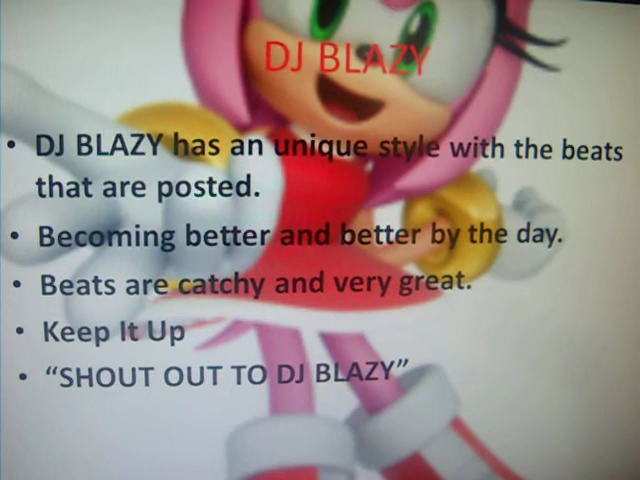 DJ BLAZY
• DJ BLAZY has an unique style with the beats
that are posted.
• Becoming better and better by the day.
• Beats are catchy and very great.
• Keep It Up
• “SHOUT OUT TO DJ BLAZY”